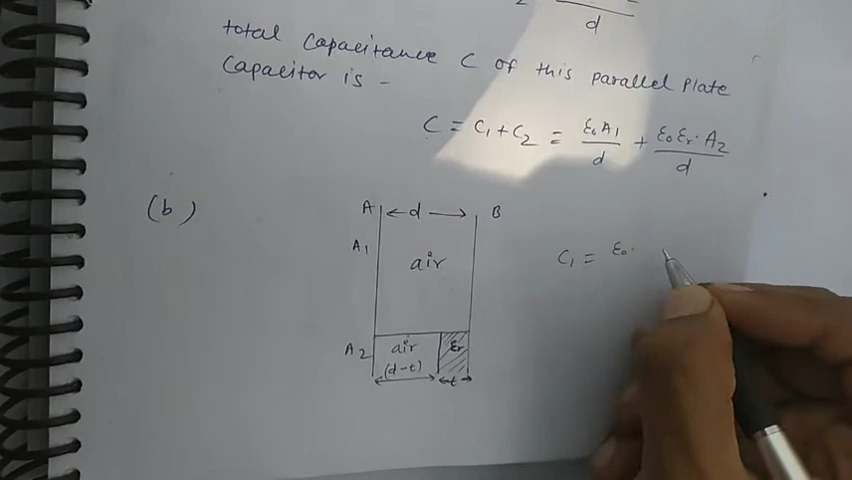 d
total Capacitance C of this parallel plate
Capacitor is -
C = C₁ + C₂ = ε₀A₁/d + ε₀εᵣ·A₂/d
(b)
A ← d → B
A₁
air
C₁ = ε₀·
A₂ air εᵣ
(d-t) t